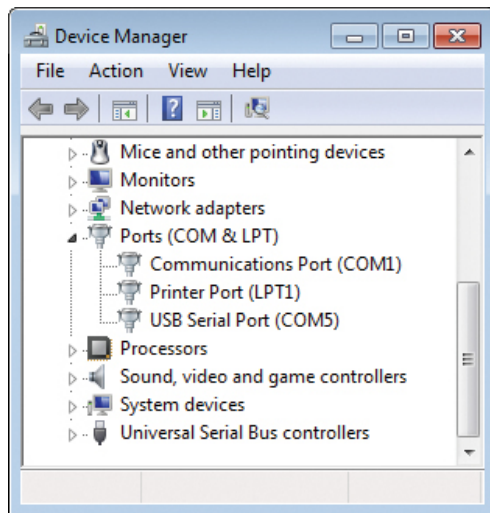 Device Manager
File Action View Help
?
Mice and other pointing devices
Monitors
Network adapters
Ports (COM & LPT)
Communications Port (COM1)
Printer Port (LPT1)
USB Serial Port (COM5)
Processors
Sound, video and game controllers
System devices
Universal Serial Bus controllers